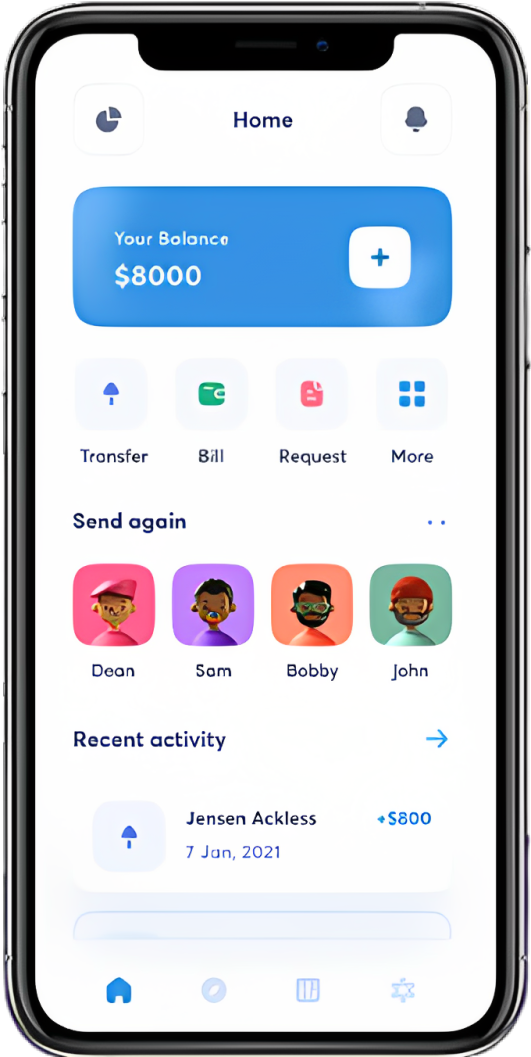 Home
Your Balance
$8000
Transfer Bill Request More
Send again
Dean Sam Bobby John
Recent activity
Jensen Ackless +$800
7 Jan, 2021